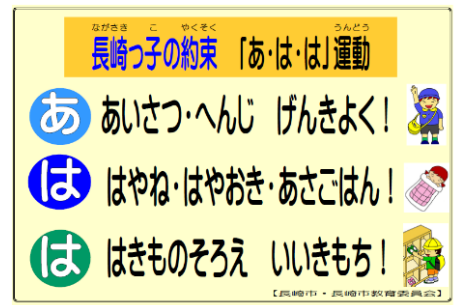 ながさき こ やくそく うんどう
長崎っ子の約束 「あ・は・は」運動
あ あいさつ・へんじ げんきよく！
は はやね・はやおき・あさごはん！
は はきものそろえ いいきもち！
【長崎市・長崎市教育委員会】